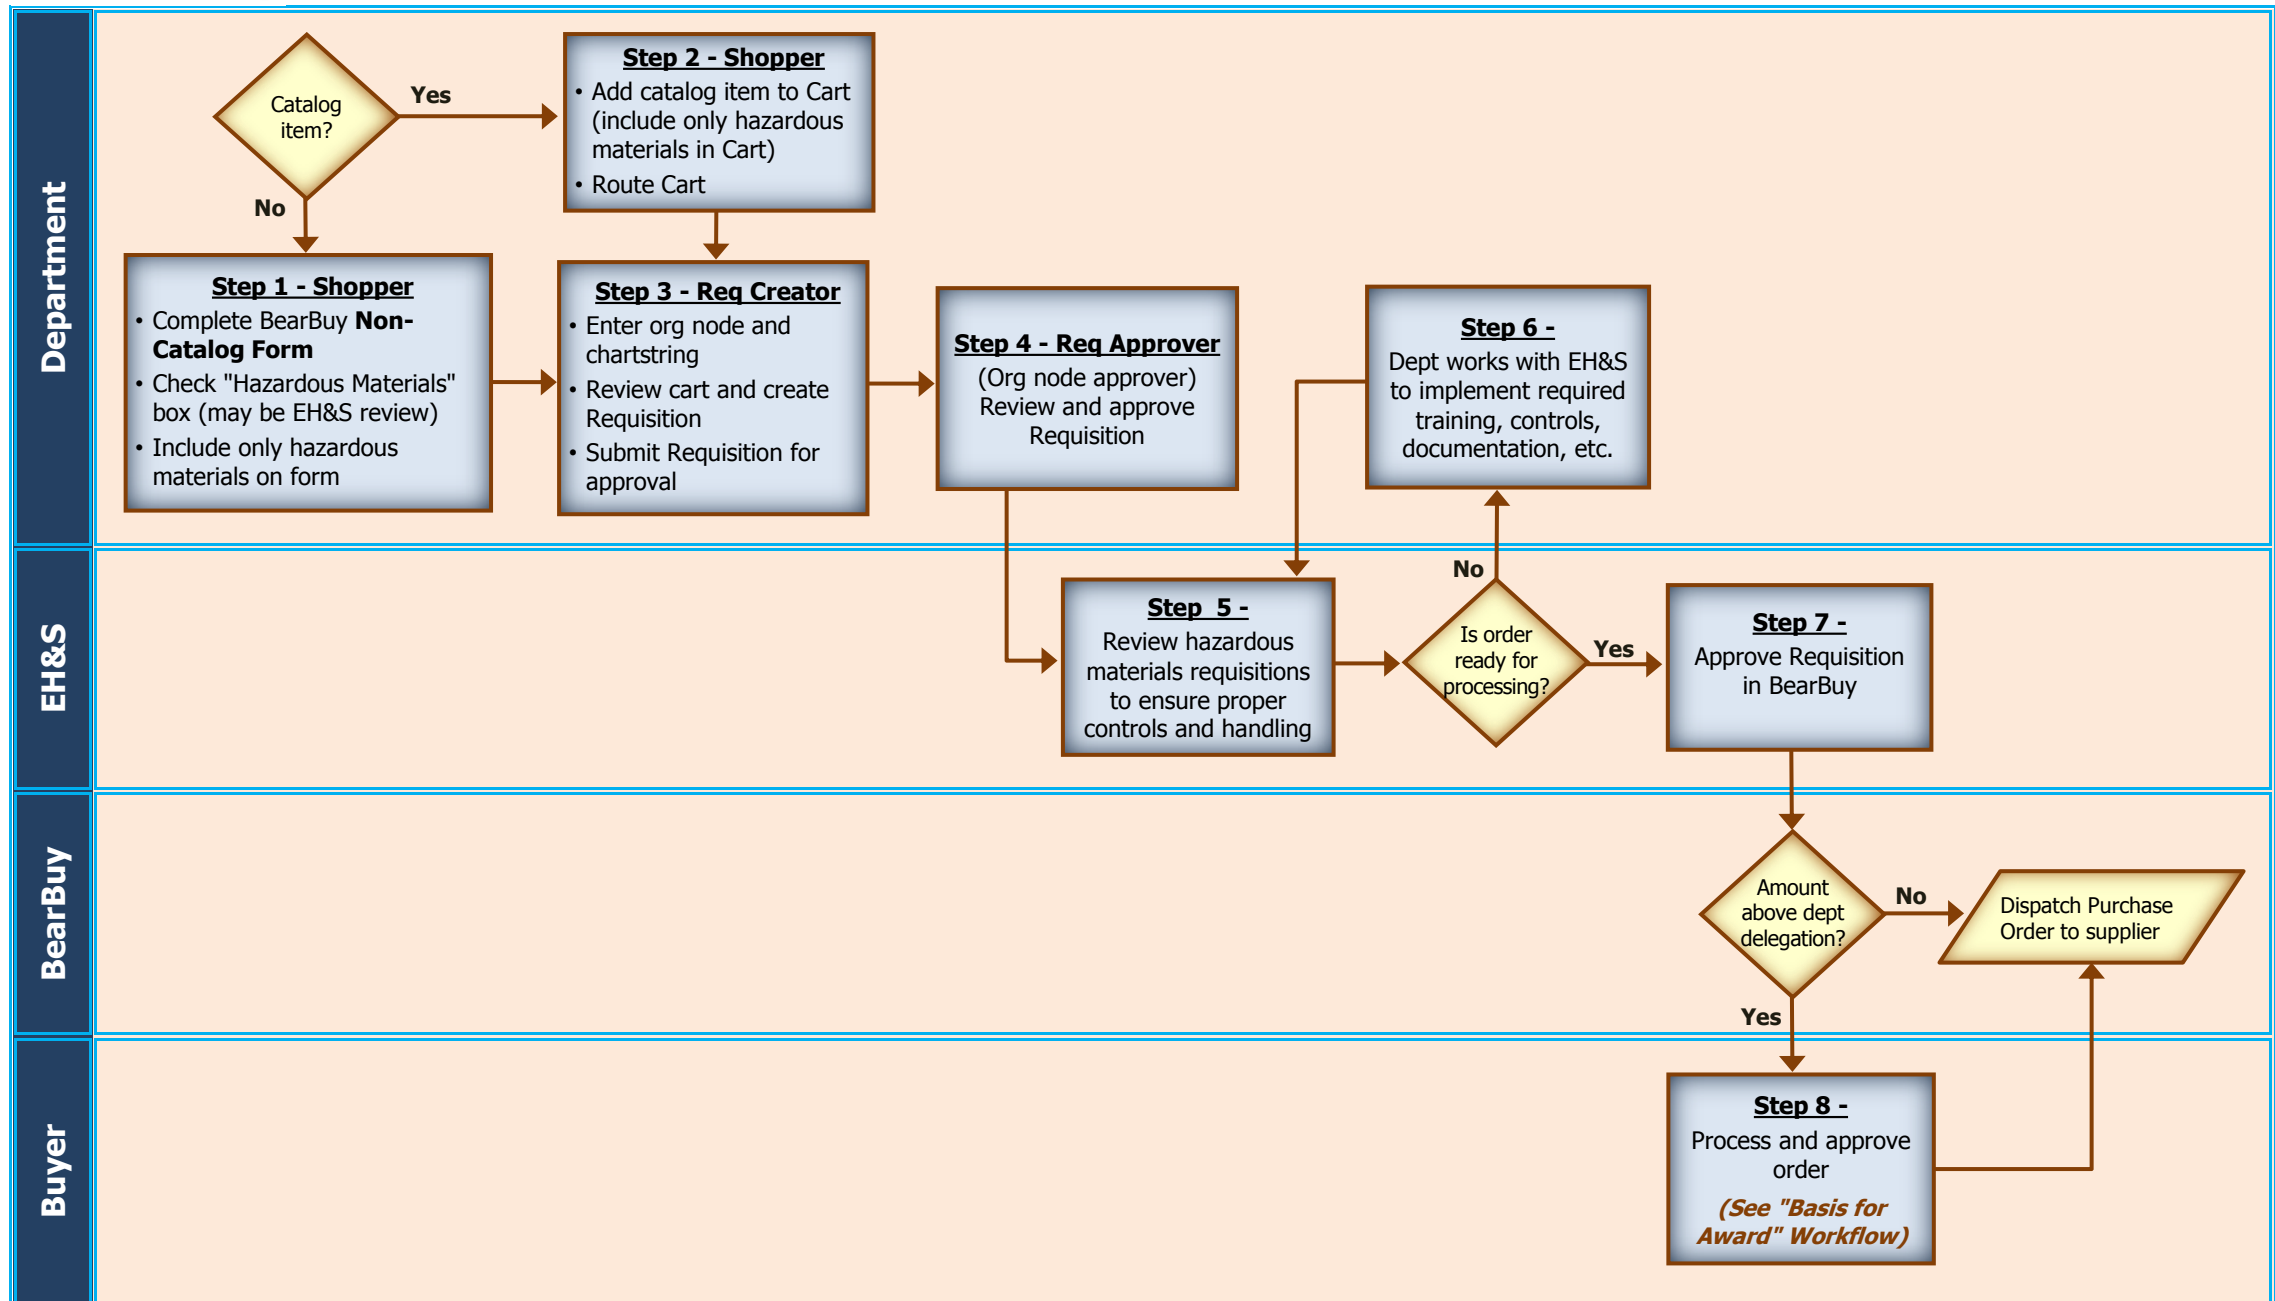 Department
Catalog
item?
Yes
No
Step 2 - Shopper
• Add catalog item to Cart
(include only hazardous
materials in Cart)
• Route Cart
Step 1 - Shopper
• Complete BearBuy Non-
Catalog Form
• Check "Hazardous Materials"
box (may be EH&S review)
• Include only hazardous
materials on form
Step 3 - Req Creator
• Enter org node and
chartstring
• Review cart and create
Requisition
• Submit Requisition for
approval
Step 4 - Req Approver
(Org node approver)
Review and approve
Requisition
Step 6 -
Dept works with EH&S
to implement required
training, controls,
documentation, etc.
EH&S
Step 5 -
Review hazardous
materials requisitions
to ensure proper
controls and handling
No
Is order
ready for
processing?
Yes
Step 7 -
Approve Requisition
in BearBuy
BearBuy
Amount
above dept
delegation?
No
Yes
Dispatch Purchase
Order to supplier
Buyer
Step 8 -
Process and approve
order
(See "Basis for
Award" Workflow)